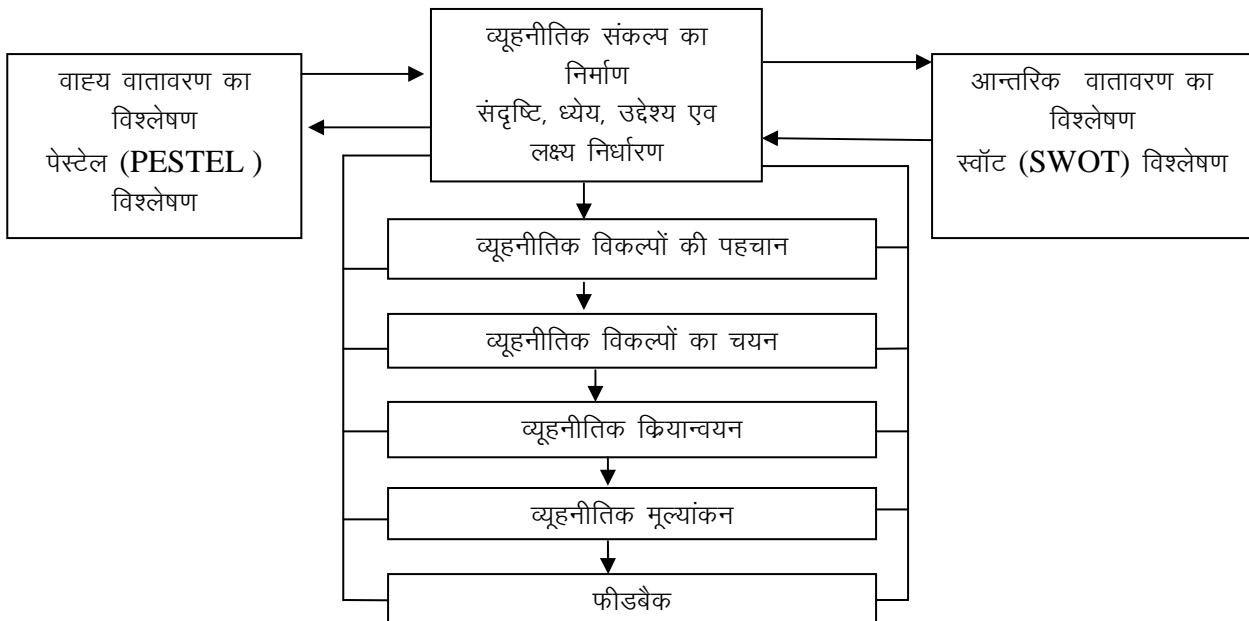 व्यूहनीतिक संकल्प का
निर्माण
संदृष्टि, ध्येय, उद्देश्य एव
लक्ष्य निर्धारण
वाह्य वातावरण का
विश्लेषण
पेस्टेल (PESTEL )
विश्लेषण
आन्तरिक वातावरण का
विश्लेषण
स्वॉट (SWOT) विश्लेषण
व्यूहनीतिक विकल्पों की पहचान
व्यूहनीतिक विकल्पों का चयन
व्यूहनीतिक क्रियान्वयन
व्यूहनीतिक मूल्यांकन
फीडबैक